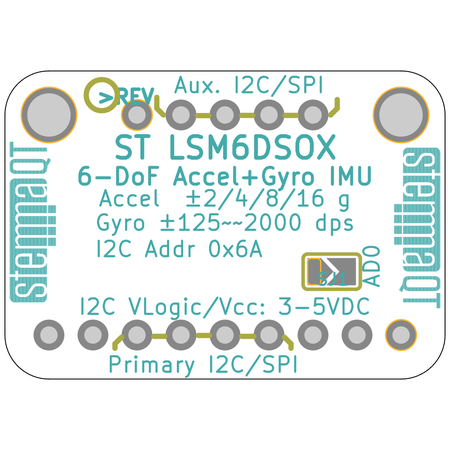 Aux. I2C/SPI
>REV
ST LSM6DSOX
6-DoF Accel+Gyro IMU
Accel ±2/4/8/16 g
Gyro ±125~~2000 dps
I2C Addr 0x6A
AD0
I2C VLogic/Vcc: 3-5VDC
Primary I2C/SPI
stemma QT
stemma QT